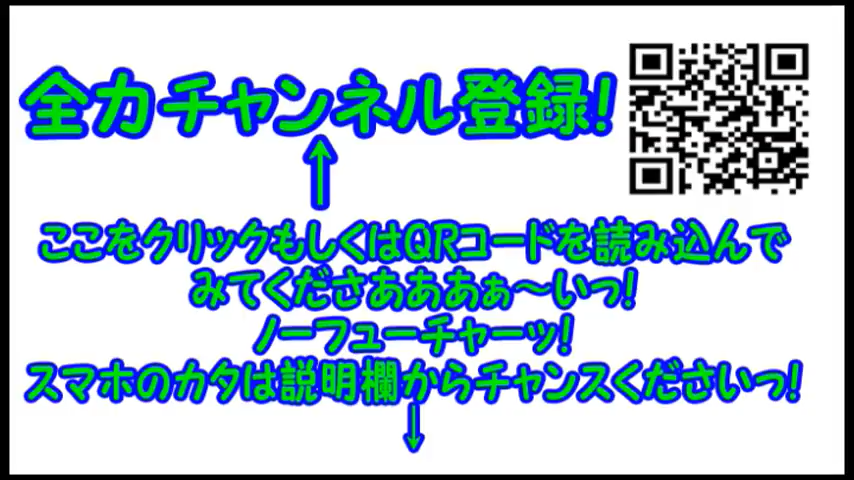 全力チャンネル登録!
↑
ここをクリックもしくはQRコードを読み込んで
みてくださああああぁ〜いっ!
ノーフューチャーッ!
スマホのカタは説明欄からチャンスくださいっ!
↓